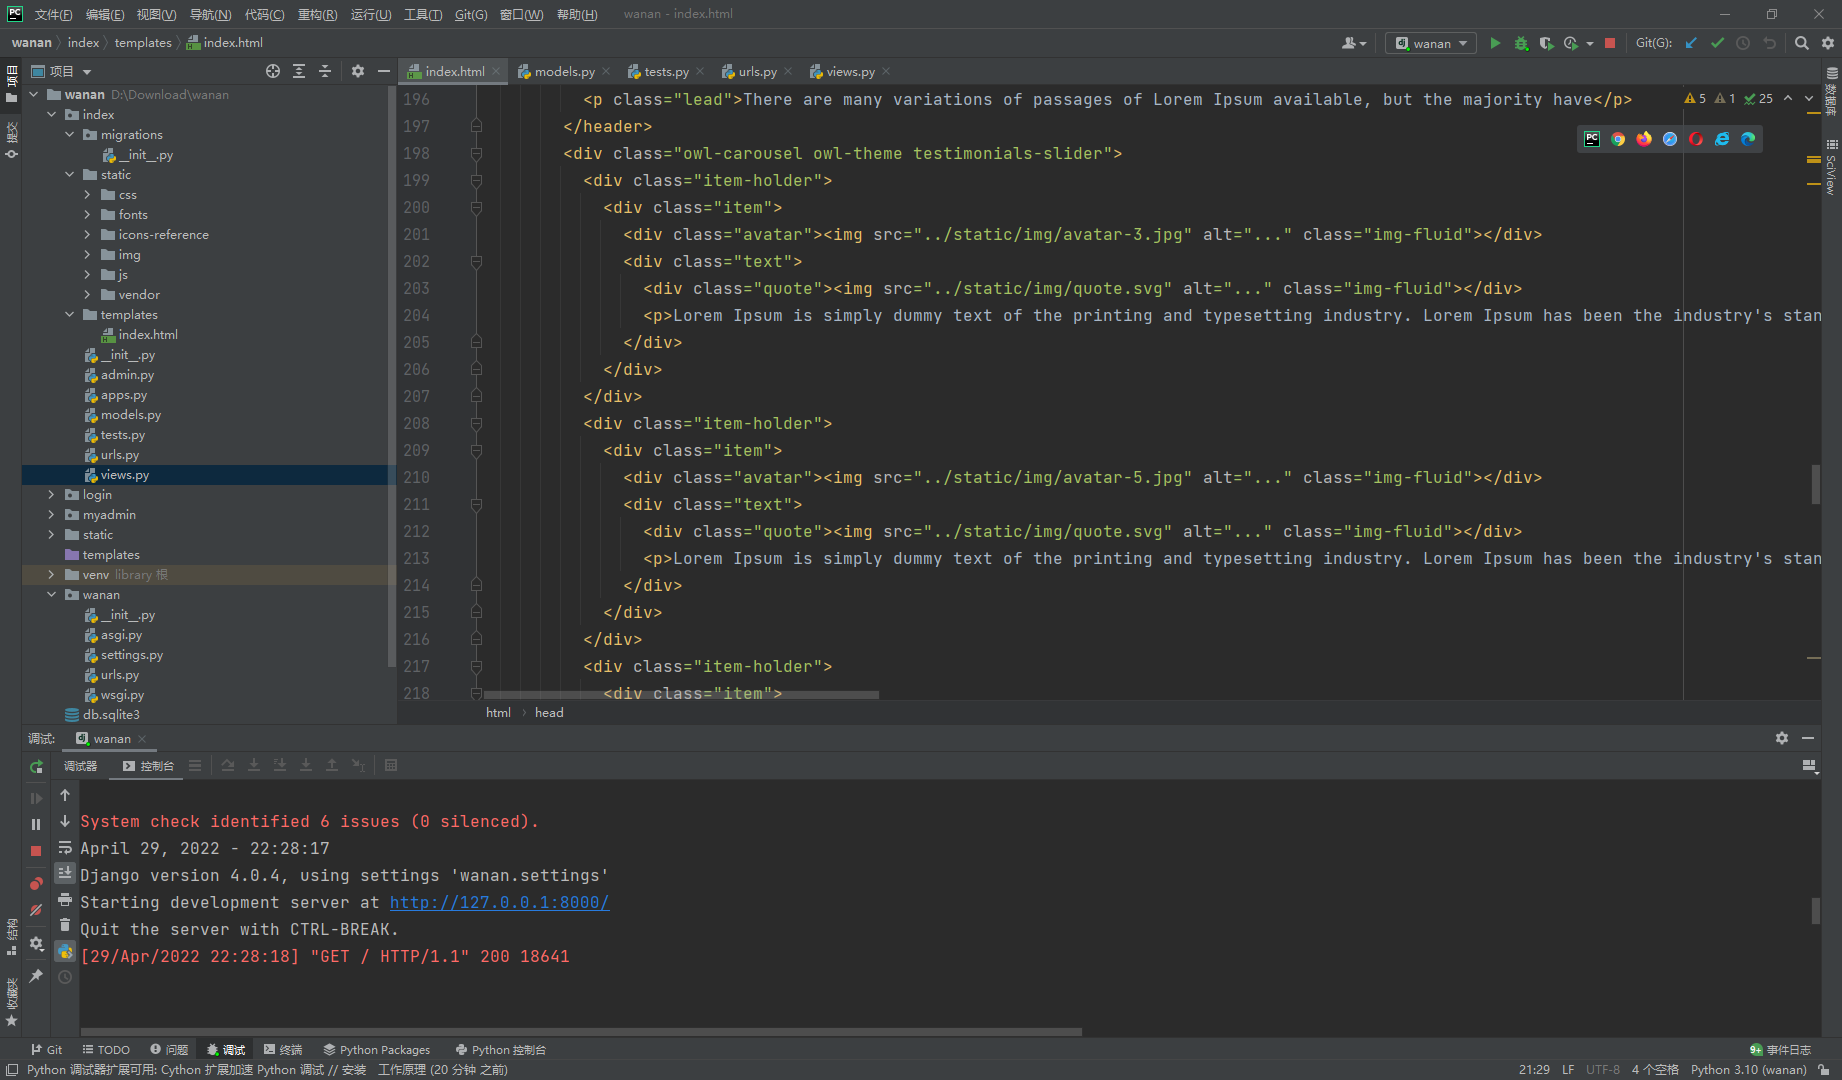 PC 文件(F) 编辑(E) 视图(V) 导航(N) 代码(C) 重构(R) 运行(U) 工具(T) Git(G) 窗口(W) 帮助(H) wanan - index.html
wanan index templates index.html dj wanan Git(G):
项目 index.html models.py tests.py urls.py views.py
项目
提交
结构
收藏夹
数据库
SciView
wanan D:\Download\wanan
index
migrations
__init__.py
static
css
fonts
icons-reference
img
js
vendor
templates
index.html
__init__.py
admin.py
apps.py
models.py
tests.py
urls.py
views.py
login
myadmin
static
templates
venv library 根
wanan
__init__.py
asgi.py
settings.py
urls.py
wsgi.py
db.sqlite3
5 1 25
PC
196 <p class="lead">There are many variations of passages of Lorem Ipsum available, but the majority have</p>
197 </header>
198 <div class="owl-carousel owl-theme testimonials-slider">
199 <div class="item-holder">
200 <div class="item">
201 <div class="avatar"><img src="../static/img/avatar-3.jpg" alt="..." class="img-fluid"></div>
202 <div class="text">
203 <div class="quote"><img src="../static/img/quote.svg" alt="..." class="img-fluid"></div>
204 <p>Lorem Ipsum is simply dummy text of the printing and typesetting industry. Lorem Ipsum has been the industry's stan
205 </div>
206 </div>
207 </div>
208 <div class="item-holder">
209 <div class="item">
210 <div class="avatar"><img src="../static/img/avatar-5.jpg" alt="..." class="img-fluid"></div>
211 <div class="text">
212 <div class="quote"><img src="../static/img/quote.svg" alt="..." class="img-fluid"></div>
213 <p>Lorem Ipsum is simply dummy text of the printing and typesetting industry. Lorem Ipsum has been the industry's stan
214 </div>
215 </div>
216 </div>
217 <div class="item-holder">
218 <div class="item">
html head
调试: dj wanan
调试器 控制台
System check identified 6 issues (0 silenced).
April 29, 2022 - 22:28:17
Django version 4.0.4, using settings 'wanan.settings'
Starting development server at http://127.0.0.1:8000/
Quit the server with CTRL-BREAK.
[29/Apr/2022 22:28:18] "GET / HTTP/1.1" 200 18641
Git TODO 问题 调试 终端 Python Packages Python 控制台 9+ 事件日志
Python 调试器扩展可用: Cython 扩展加速 Python 调试 // 安装 工作原理 (20 分钟 之前) 21:29 LF UTF-8 4 个空格 Python 3.10 (wanan)